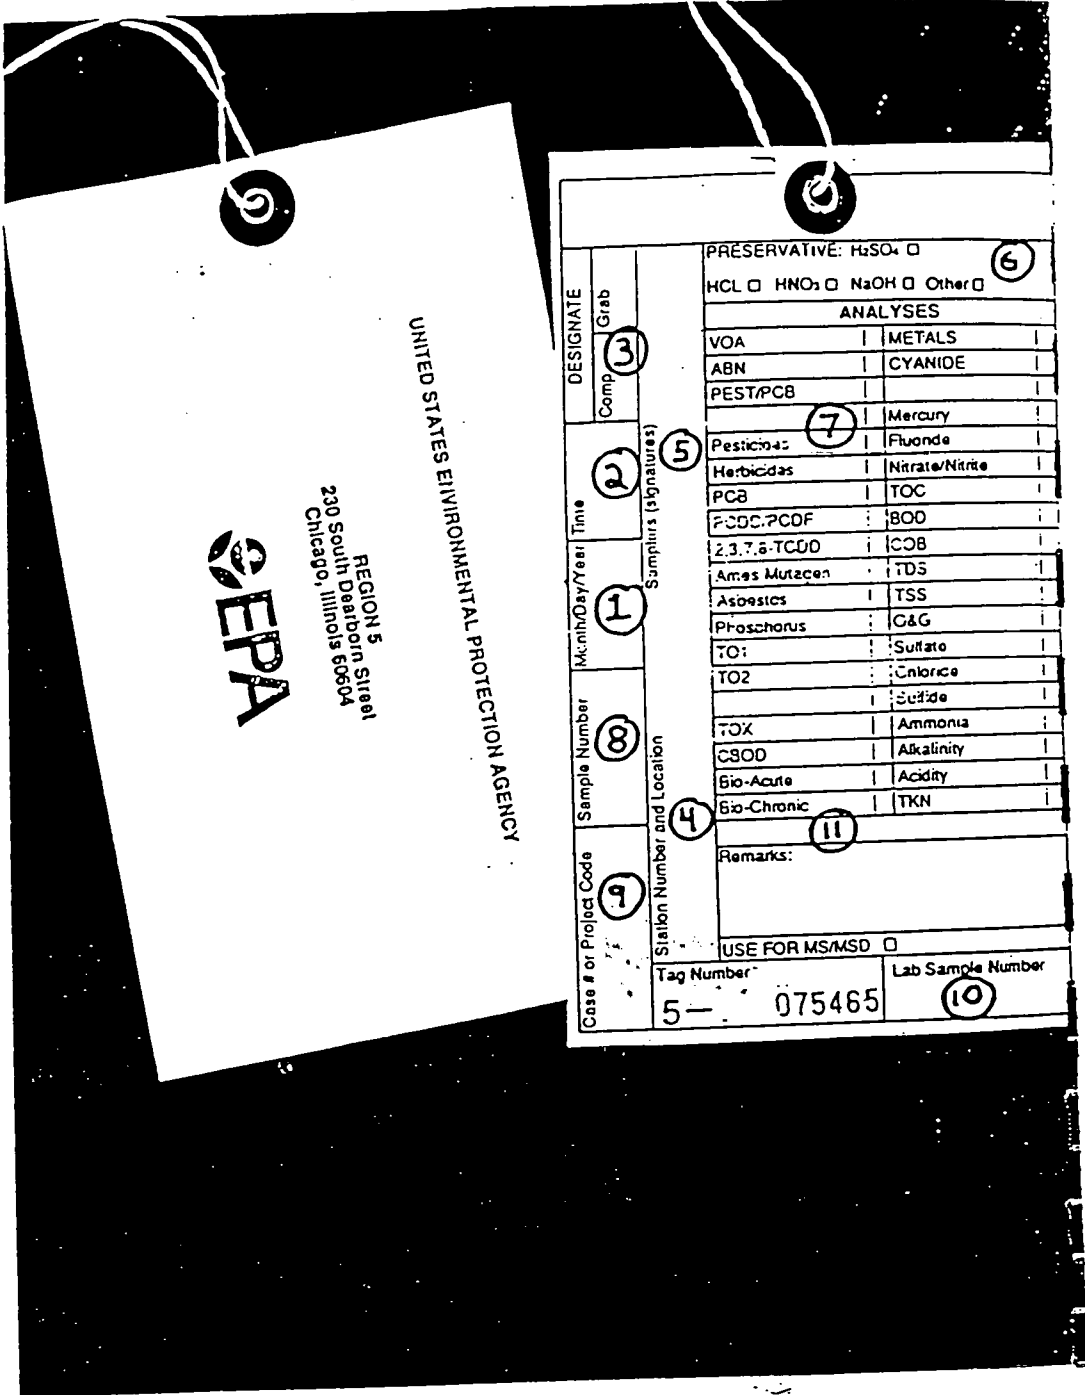 UNITED STATES ENVIRONMENTAL PROTECTION AGENCY
REGION 5
230 South Dearborn Street
Chicago, Illinois 60604
EPA
PRESERVATIVE: H₂SO₄ □ 6
HCL □ HNO₃ □ NaOH □ Other □
ANALYSES
VOA METALS
ABN CYANIDE
PEST/PCB
7 Mercury
Pesticides Fluoride
Herbicidas Nitrate/Nitrite
PCB TOC
PCDD/PCDF BOD
2,3,7,8-TCDD COB
Ames Mutagen TDS
Asbestos TSS
Phosphorus O&G
TO1 Sulfate
TO2 Chloride
Sulfide
TOX Ammonia
CBOD Alkalinity
Bio-Acute Acidity
Bio-Chronic TKN
11
Remarks:
USE FOR MS/MSD □
Tag Number Lab Sample Number
5- 075465 10
DESIGNATE
Comp Grab
3
Time
2
Month/Day/Year
1
Sample Number
8
Case # or Project Code
9
Samplers (signatures)
5
Station Number and Location
4